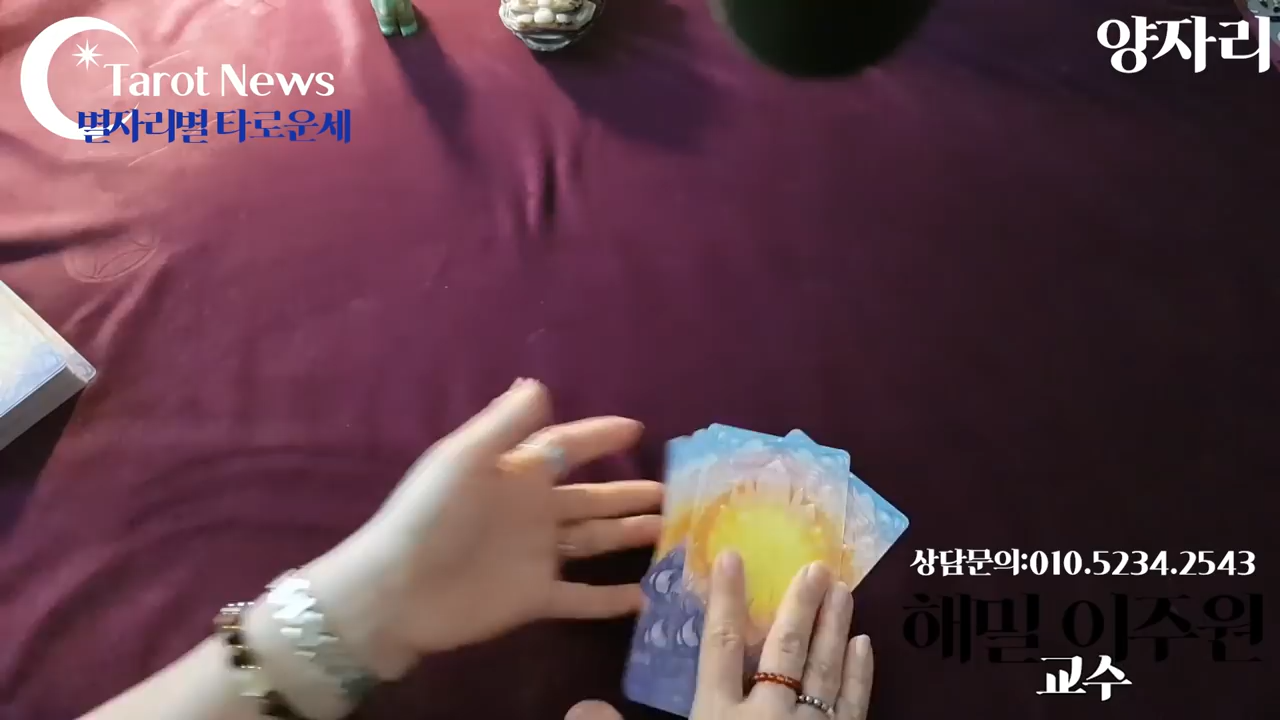 Tarot News
별자리별 타로운세
양자리
상담문의:010.5234.2543
해밀 이주원
교수